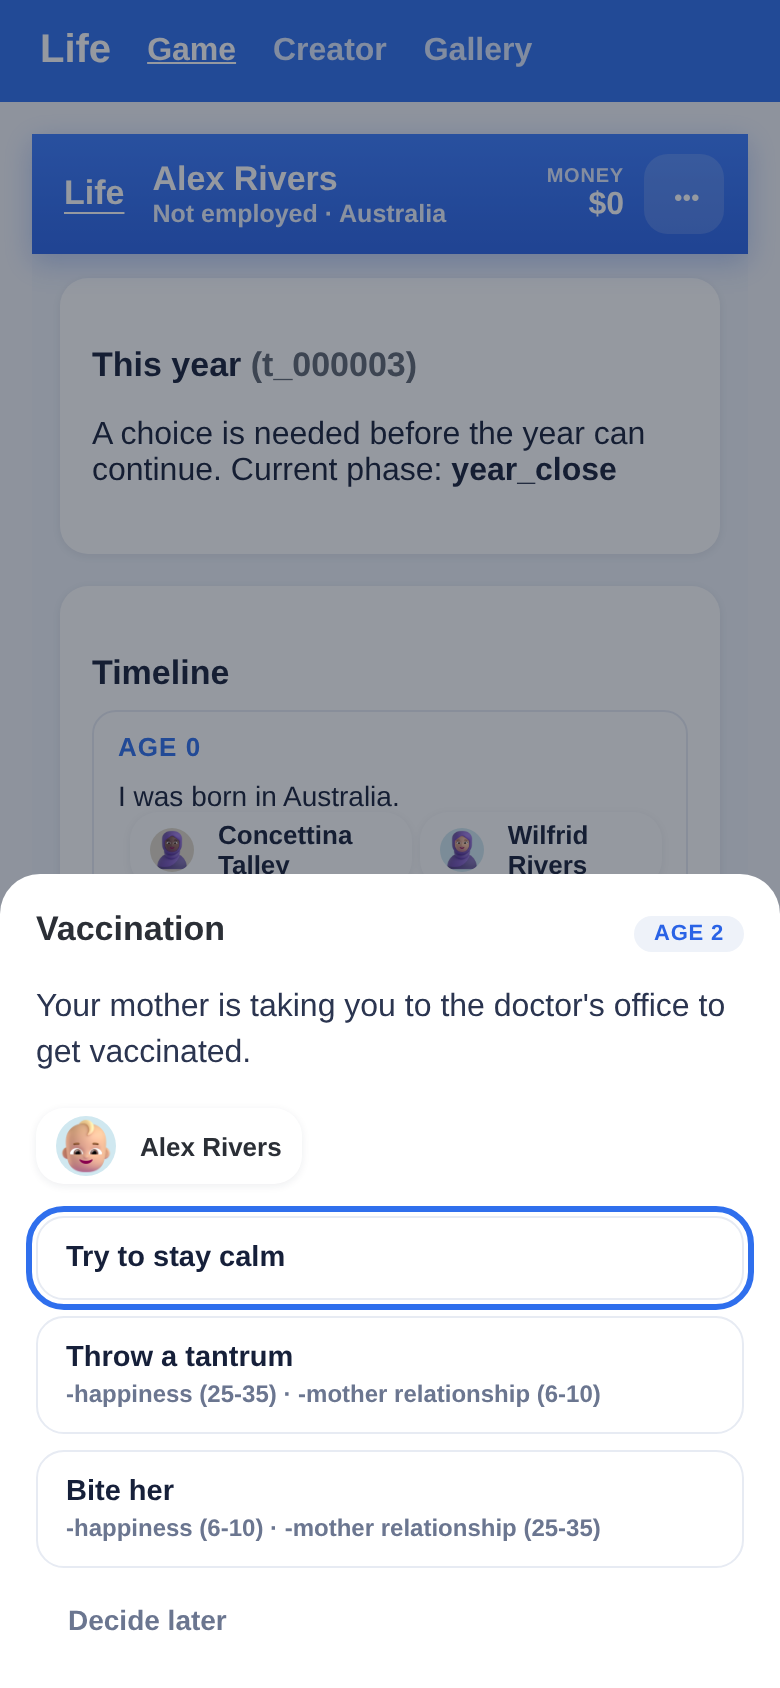 Life Game Creator Gallery
Life
Alex Rivers
Not employed · Australia
MONEY
$0
•••
This year (t_000003)
A choice is needed before the year can
continue. Current phase: year_close
Timeline
AGE 0
I was born in Australia.
Concettina
Talley
Wilfrid
Rivers
Vaccination
AGE 2
Your mother is taking you to the doctor's office to
get vaccinated.
Alex Rivers
Try to stay calm
Throw a tantrum
-happiness (25-35) · -mother relationship (6-10)
Bite her
-happiness (6-10) · -mother relationship (25-35)
Decide later